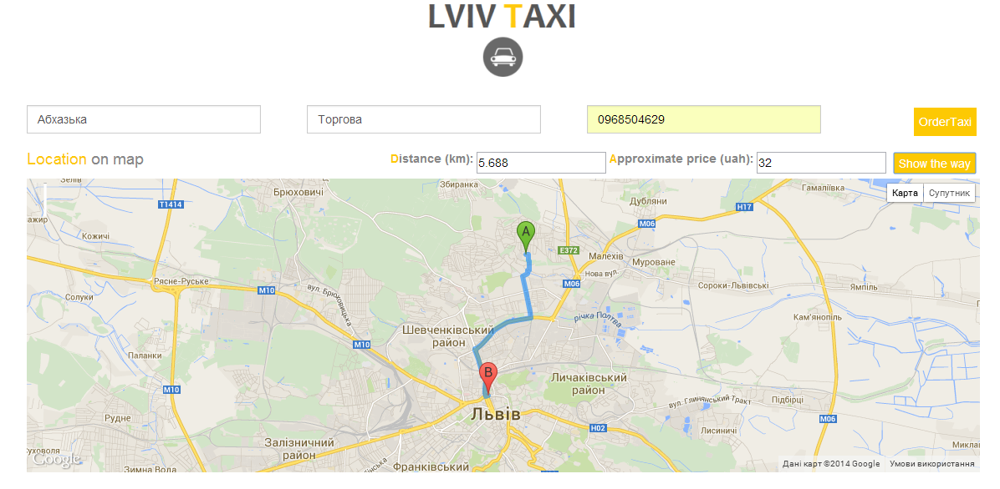 LVIV TAXI
Абхазька
Торгова
0968504629
OrderTaxi
Location on map
Distance (km):
5.688
Approximate price (uah):
32
Show the way
Зелів
Збиранка
Гамаліївка
Карта
Супутник
Брюховичі
Дубляни
T1414
H17
M06
Кожичі
A
E372
Малехів
Муроване
Нова вул.
Рясне-Руське
M10
M06
Сороки-Львівські
Ямпіль
Солуки
вул. Брюховицька
річка Полтва
Кам'янопіль
Шевченківський
район
M10
Паланки
B
Личаківський
район
M10
вул. Глинянський Тракт
Підбірці
Львів
M06
Рудне
H02
Лисиничі
Залізничний
район
Google
Зимна Вода
Франківський
Дані карт ©2014 Google
Умови використання